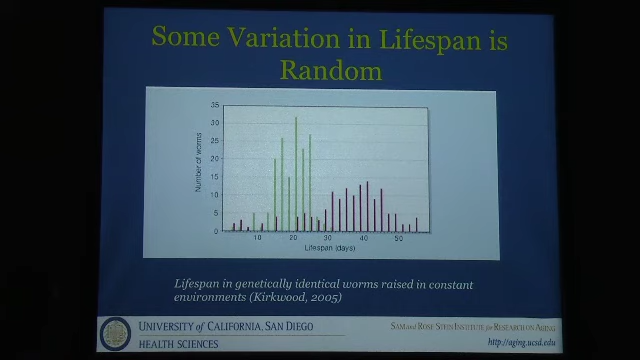 Some Variation in Lifespan is
Random
35
30
25
20
15
10
5
0
Number of worms
10 20 30 40 50
Lifespan (days)
Lifespan in genetically identical worms raised in constant
environments (Kirkwood, 2005)
UNIVERSITY of CALIFORNIA, SAN DIEGO
HEALTH SCIENCES
SAM AND ROSE STEIN INSTITUTE for RESEARCH ON AGING
http://aging.ucsd.edu